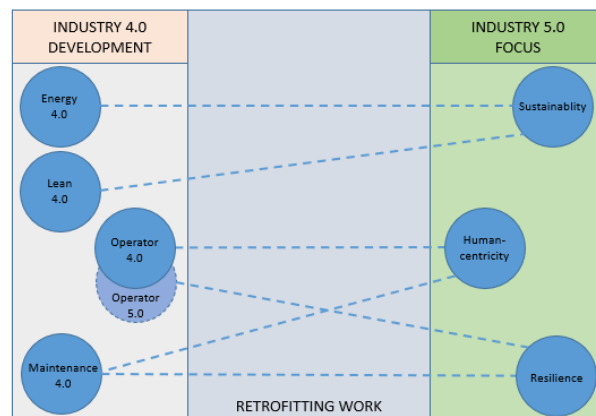 INDUSTRY 4.0
DEVELOPMENT
INDUSTRY 5.0
FOCUS
Energy
4.0
Sustainablity
Lean
4.0
Operator
4.0
Human-
centricity
Operator
5.0
Maintenance
4.0
Resilience
RETROFITTING WORK